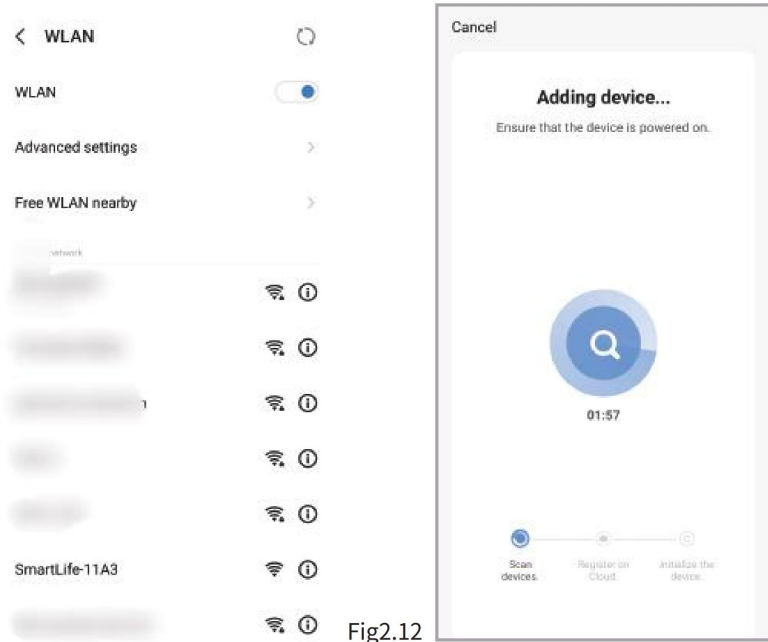 WLAN
WLAN
Advanced settings
Free WLAN nearby
network
SmartLife-11A3
Fig2.12
Cancel
Adding device...
Ensure that the device is powered on.
01:57
Scan
devices.
Register on
Cloud.
Initialize the
device.